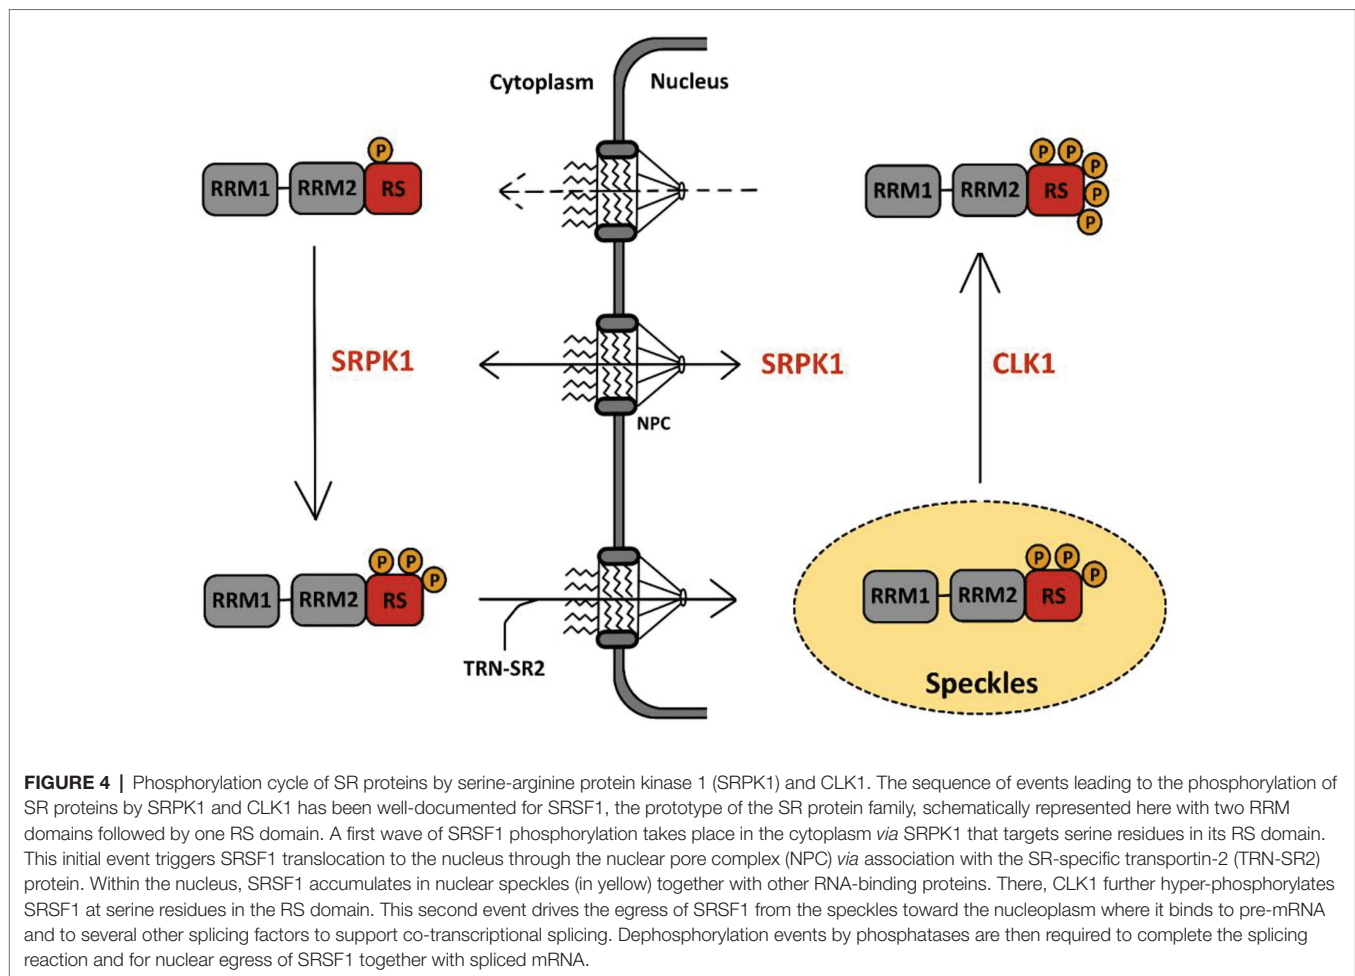 Cytoplasm Nucleus
P
RRM1 RRM2 RS
P P P P P
RRM1 RRM2 RS
SRPK1
SRPK1
CLK1
NPC
P P P
RRM1 RRM2 RS
TRN-SR2
P P P
RRM1 RRM2 RS
Speckles
FIGURE 4 | Phosphorylation cycle of SR proteins by serine-arginine protein kinase 1 (SRPK1) and CLK1. The sequence of events leading to the phosphorylation of
SR proteins by SRPK1 and CLK1 has been well-documented for SRSF1, the prototype of the SR protein family, schematically represented here with two RRM
domains followed by one RS domain. A first wave of SRSF1 phosphorylation takes place in the cytoplasm via SRPK1 that targets serine residues in its RS domain.
This initial event triggers SRSF1 translocation to the nucleus through the nuclear pore complex (NPC) via association with the SR-specific transportin-2 (TRN-SR2)
protein. Within the nucleus, SRSF1 accumulates in nuclear speckles (in yellow) together with other RNA-binding proteins. There, CLK1 further hyper-phosphorylates
SRSF1 at serine residues in the RS domain. This second event drives the egress of SRSF1 from the speckles toward the nucleoplasm where it binds to pre-mRNA
and to several other splicing factors to support co-transcriptional splicing. Dephosphorylation events by phosphatases are then required to complete the splicing
reaction and for nuclear egress of SRSF1 together with spliced mRNA.